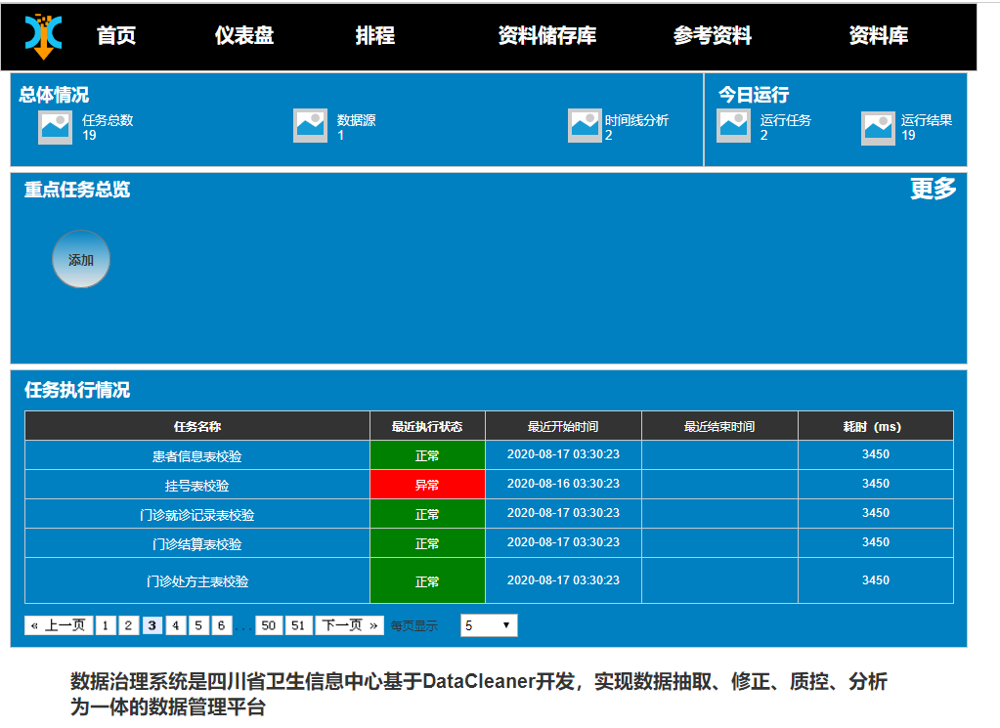 首页 仪表盘 排程 资料储存库 参考资料 资料库
总体情况 今日运行
任务总数 数据源 时间线分析 运行任务 运行结果
19 1 2 2 19
重点任务总览 更多
添加
任务执行情况
任务名称 最近执行状态 最近开始时间 最近结束时间 耗时（ms）
患者信息表校验 正常 2020-08-17 03:30:23 3450
挂号表校验 异常 2020-08-16 03:30:23 3450
门诊就诊记录表校验 正常 2020-08-17 03:30:23 3450
门诊结算表校验 正常 2020-08-17 03:30:23 3450
门诊处方主表校验 正常 2020-08-17 03:30:23 3450
« 上一页 1 2 3 4 5 6 ... 50 51 下一页 » 每页显示 5
数据治理系统是四川省卫生信息中心基于DataCleaner开发，实现数据抽取、修正、质控、分析
为一体的数据管理平台